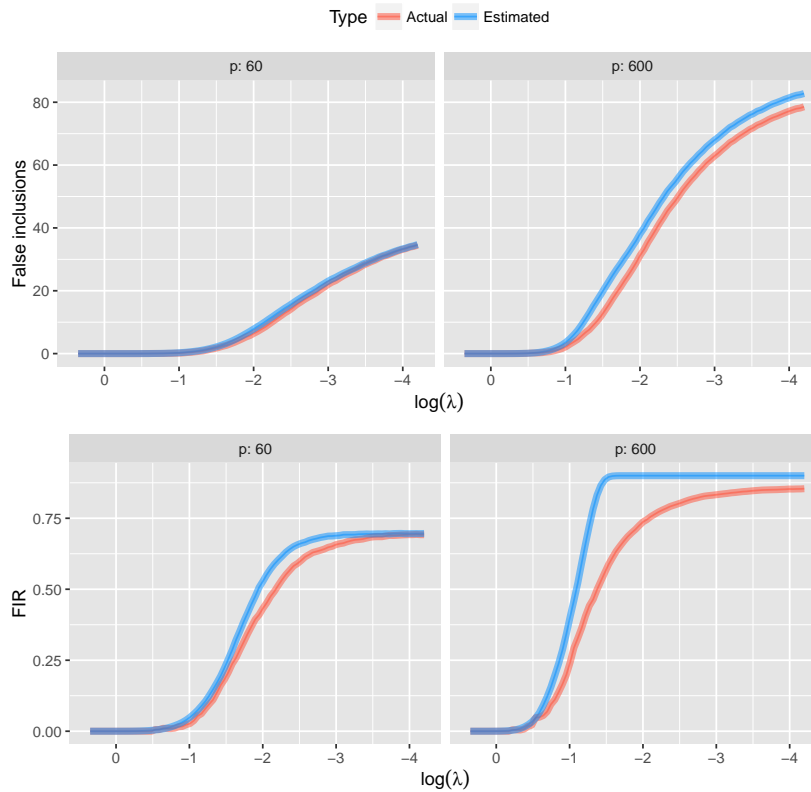 Type Actual Estimated
p: 60 p: 600
80
60
40
20
0
False inclusions
0 −1 −2 −3 −4 0 −1 −2 −3 −4
log(λ)
p: 60 p: 600
0.75
0.50
0.25
0.00
FIR
0 −1 −2 −3 −4 0 −1 −2 −3 −4
log(λ)